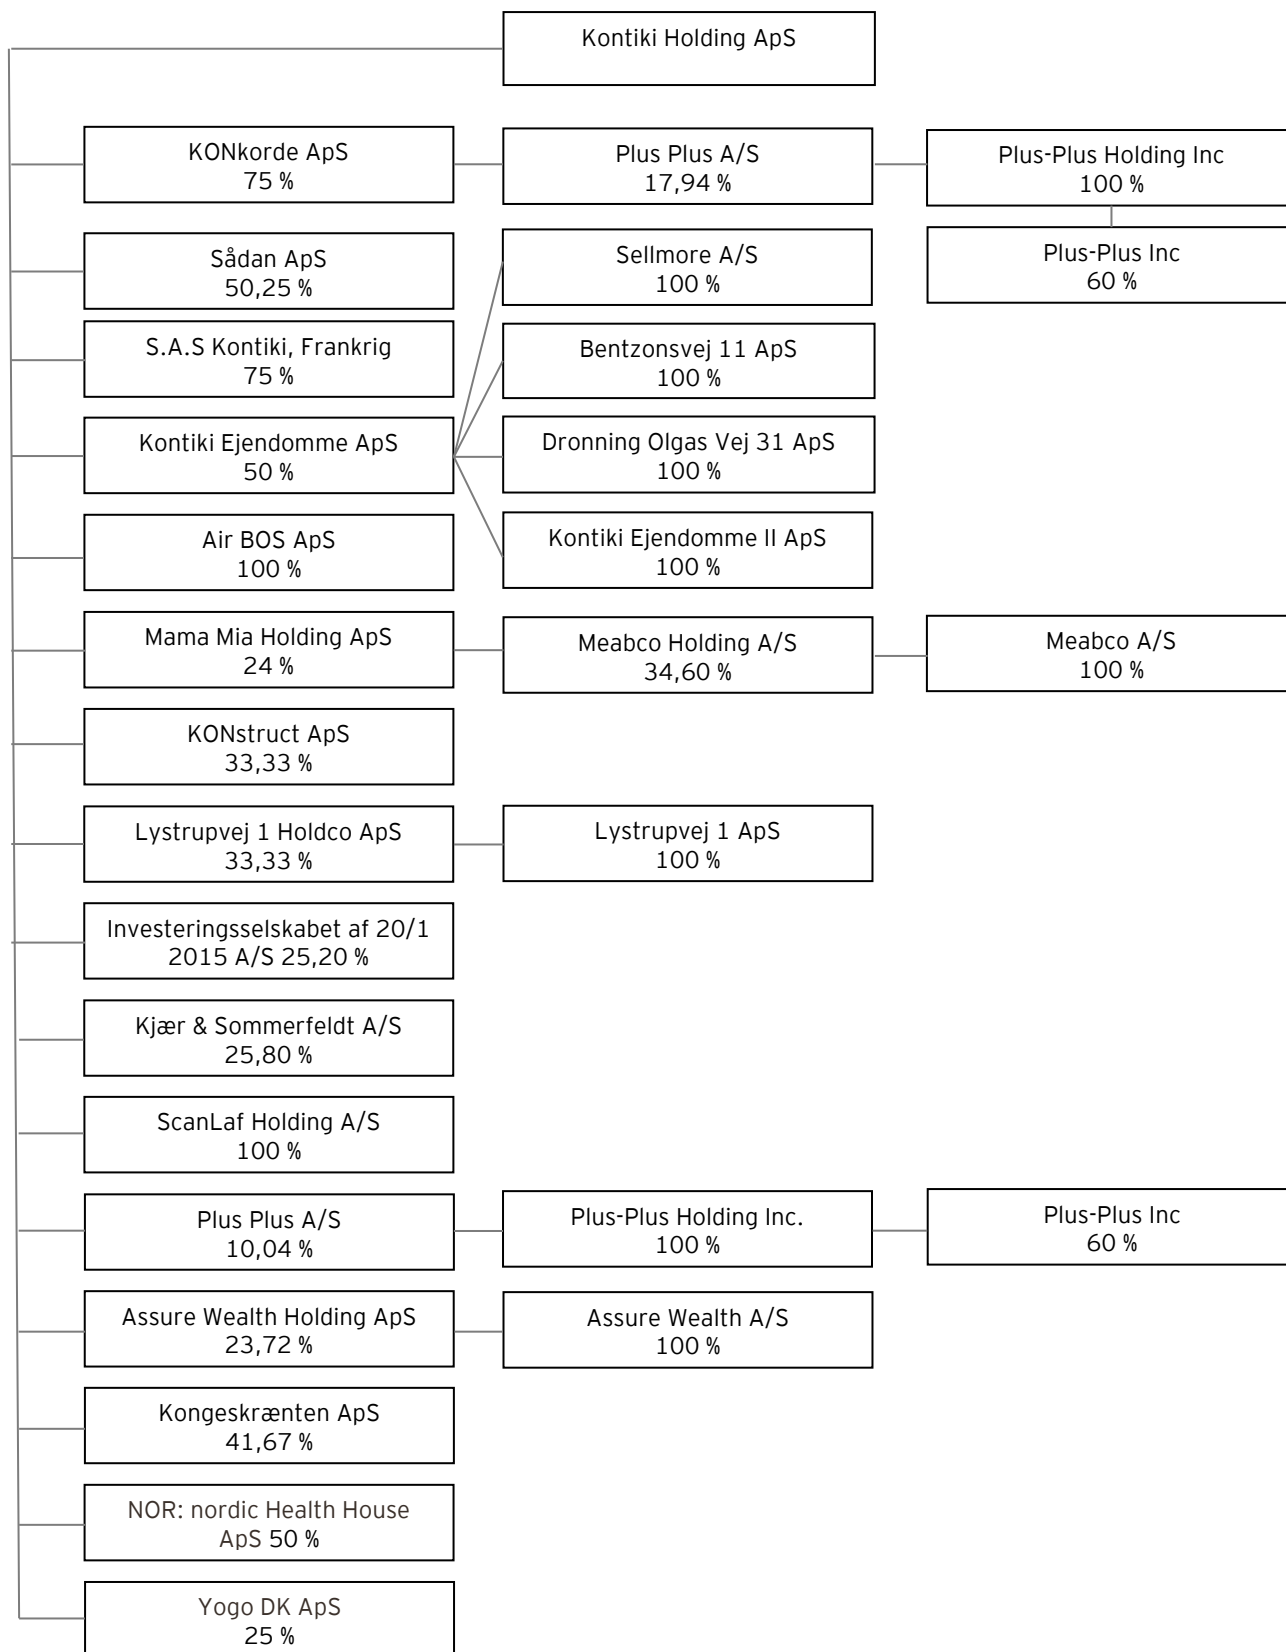 Kontiki Holding ApS
KONkorde ApS
75 %
Plus Plus A/S
17,94 %
Plus-Plus Holding Inc
100 %
Sådan ApS
50,25 %
Sellmore A/S
100 %
Plus-Plus Inc
60 %
S.A.S Kontiki, Frankrig
75 %
Bentzonsvej 11 ApS
100 %
Kontiki Ejendomme ApS
50 %
Dronning Olgas Vej 31 ApS
100 %
Air BOS ApS
100 %
Kontiki Ejendomme II ApS
100 %
Mama Mia Holding ApS
24 %
Meabco Holding A/S
34,60 %
Meabco A/S
100 %
KONstruct ApS
33,33 %
Lystrupvej 1 Holdco ApS
33,33 %
Lystrupvej 1 ApS
100 %
Investeringsselskabet af 20/1
2015 A/S 25,20 %
Kjær & Sommerfeldt A/S
25,80 %
ScanLaf Holding A/S
100 %
Plus Plus A/S
10,04 %
Plus-Plus Holding Inc.
100 %
Plus-Plus Inc
60 %
Assure Wealth Holding ApS
23,72 %
Assure Wealth A/S
100 %
Kongeskrænten ApS
41,67 %
NOR: nordic Health House
ApS 50 %
Yogo DK ApS
25 %